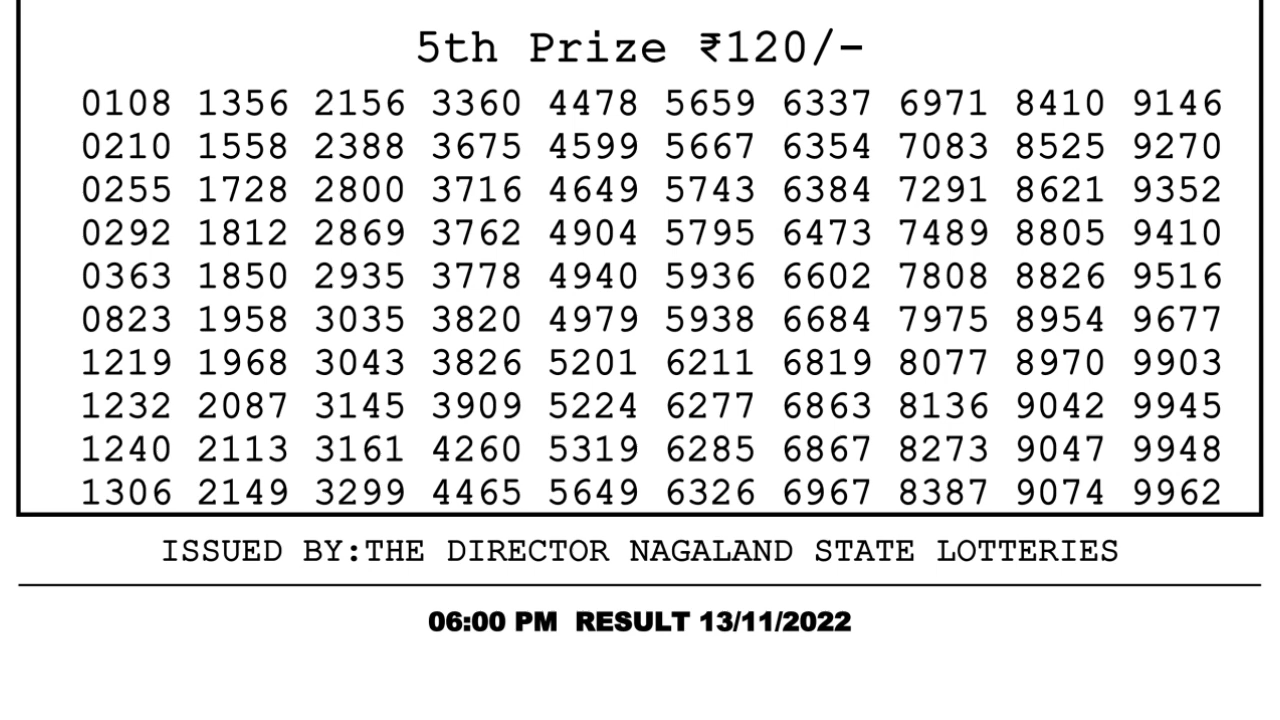 5th Prize ₹120/-
0108 1356 2156 3360 4478 5659 6337 6971 8410 9146
0210 1558 2388 3675 4599 5667 6354 7083 8525 9270
0255 1728 2800 3716 4649 5743 6384 7291 8621 9352
0292 1812 2869 3762 4904 5795 6473 7489 8805 9410
0363 1850 2935 3778 4940 5936 6602 7808 8826 9516
0823 1958 3035 3820 4979 5938 6684 7975 8954 9677
1219 1968 3043 3826 5201 6211 6819 8077 8970 9903
1232 2087 3145 3909 5224 6277 6863 8136 9042 9945
1240 2113 3161 4260 5319 6285 6867 8273 9047 9948
1306 2149 3299 4465 5649 6326 6967 8387 9074 9962
ISSUED BY:THE DIRECTOR NAGALAND STATE LOTTERIES
06:00 PM RESULT 13/11/2022